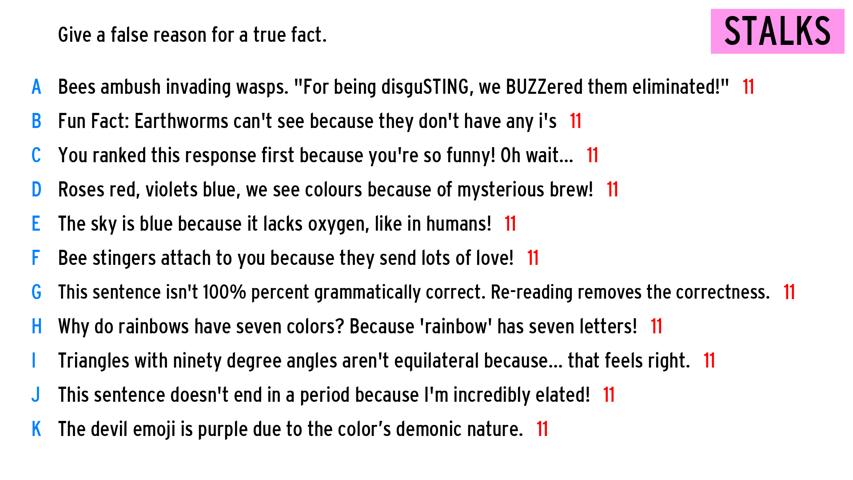 Give a false reason for a true fact.
STALKS
A Bees ambush invading wasps. "For being disguSTING, we BUZZered them eliminated!" 11
B Fun Fact: Earthworms can't see because they don't have any i's 11
C You ranked this response first because you're so funny! Oh wait... 11
D Roses red, violets blue, we see colours because of mysterious brew! 11
E The sky is blue because it lacks oxygen, like in humans! 11
F Bee stingers attach to you because they send lots of love! 11
G This sentence isn't 100% percent grammatically correct. Re-reading removes the correctness. 11
H Why do rainbows have seven colors? Because 'rainbow' has seven letters! 11
I Triangles with ninety degree angles aren't equilateral because... that feels right. 11
J This sentence doesn't end in a period because I'm incredibly elated! 11
K The devil emoji is purple due to the color’s demonic nature. 11